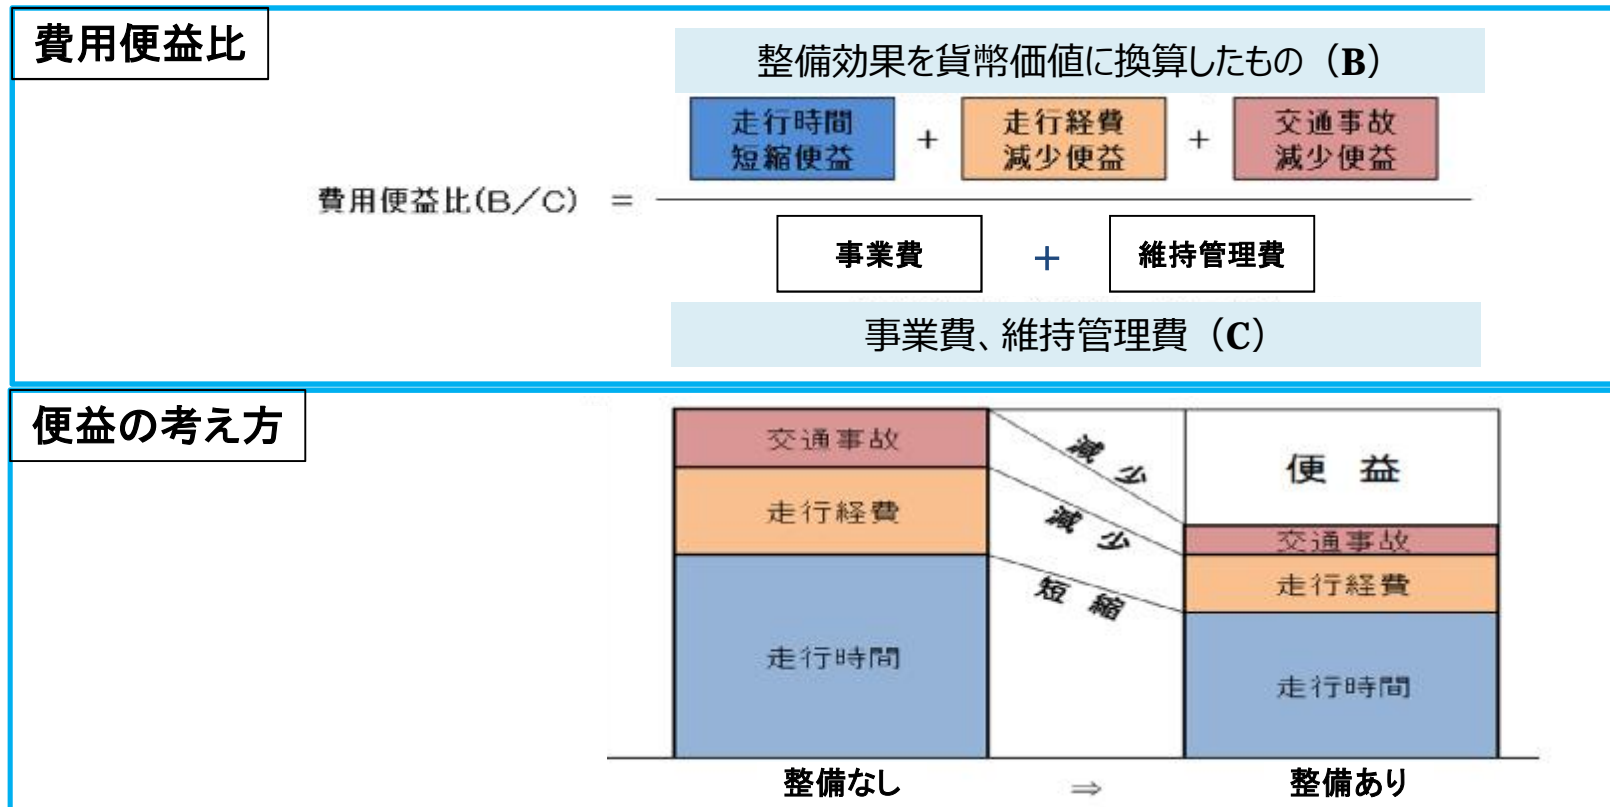 費用便益比
整備効果を貨幣価値に換算したもの（B）
走行時間
短縮便益
+
走行経費
減少便益
+
交通事故
減少便益
費用便益比(B／C) ＝
事業費
＋
維持管理費
事業費、維持管理費（C）
便益の考え方
交通事故
走行経費
走行時間
減少
減少
短縮
便益
交通事故
走行経費
走行時間
整備なし ⇒ 整備あり